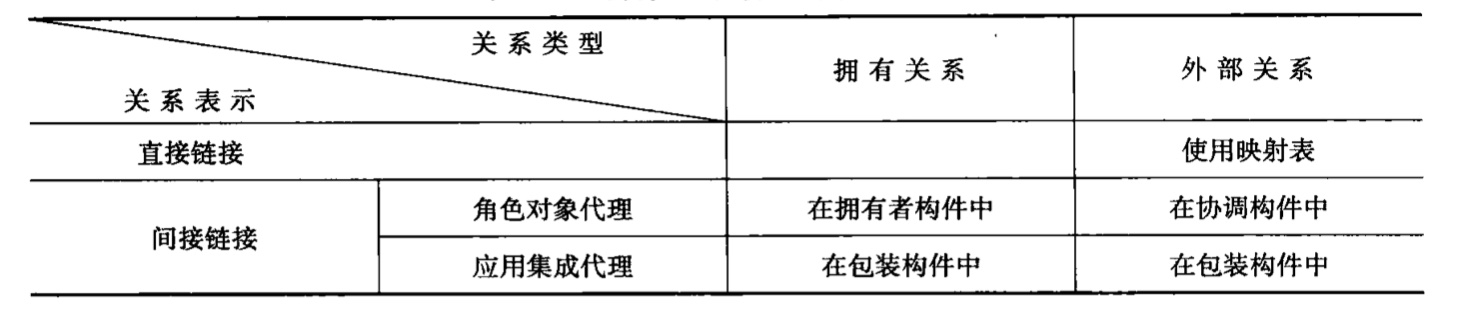 关系类型
关系表示
拥有关系
外部关系
直接链接
使用映射表
间接链接
角色对象代理
在拥有者构件中
在协调构件中
应用集成代理
在包装构件中
在包装构件中